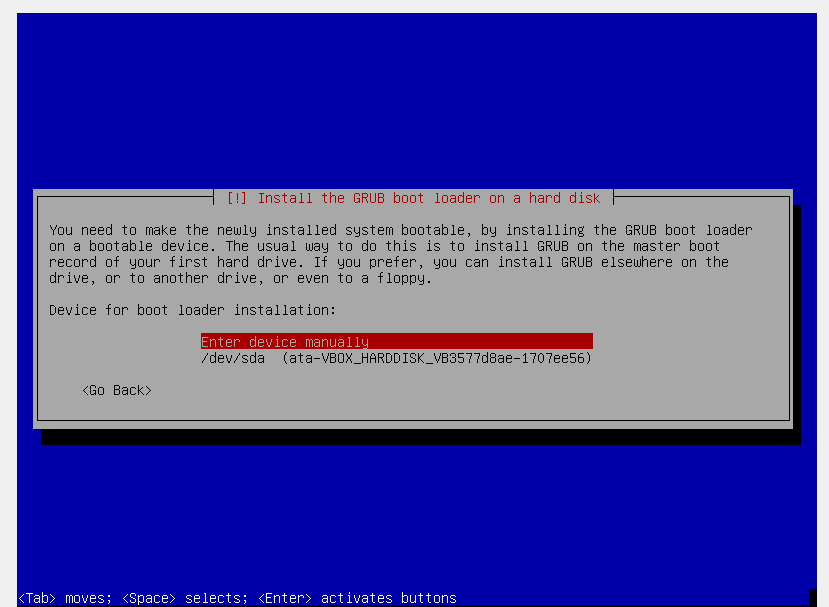 [!] Install the GRUB boot loader on a hard disk
You need to make the newly installed system bootable, by installing the GRUB boot loader
on a bootable device. The usual way to do this is to install GRUB on the master boot
record of your first hard drive. If you prefer, you can install GRUB elsewhere on the
drive, or to another drive, or even to a floppy.
Device for boot loader installation:
Enter device manually
/dev/sda  (ata-VBOX_HARDDISK_VB3577d8ae-1707ee56)
<Go Back>
<Tab> moves; <Space> selects; <Enter> activates buttons